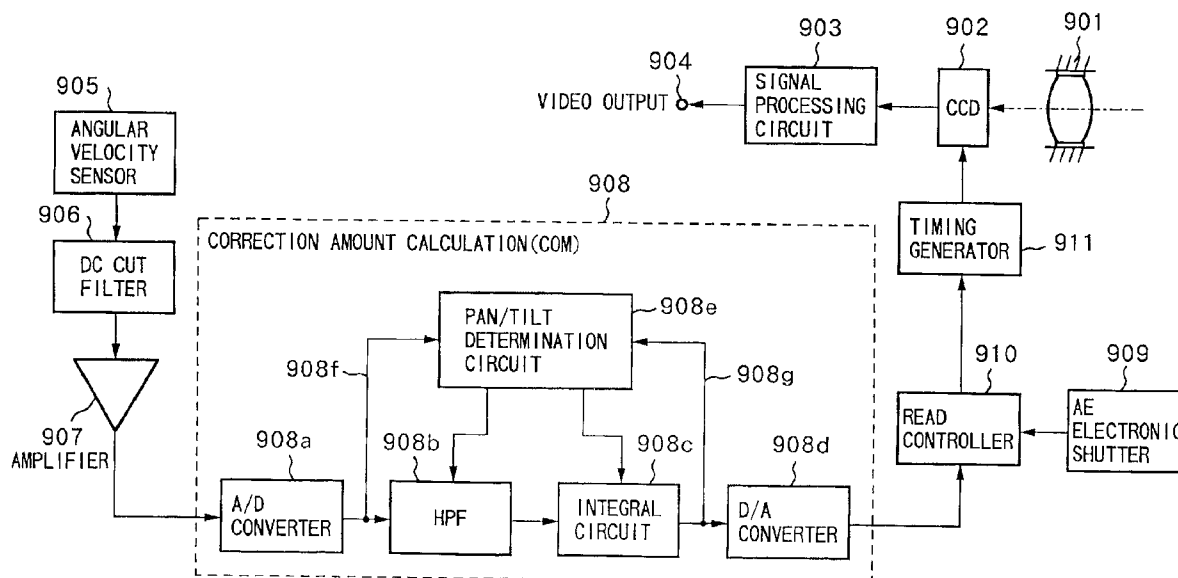 901
902
903
904
VIDEO OUTPUT
SIGNAL
PROCESSING
CIRCUIT
CCD
905
ANGULAR
VELOCITY
SENSOR
906
DC CUT
FILTER
907
AMPLIFIER
908
CORRECTION AMOUNT CALCULATION(COM)
TIMING
GENERATOR
911
PAN/TILT
DETERMINATION
CIRCUIT
908e
908f
908g
910
909
READ
CONTROLLER
AE
ELECTRONIC
SHUTTER
908a
908b
908c
908d
A/D
CONVERTER
HPF
INTEGRAL
CIRCUIT
D/A
CONVERTER